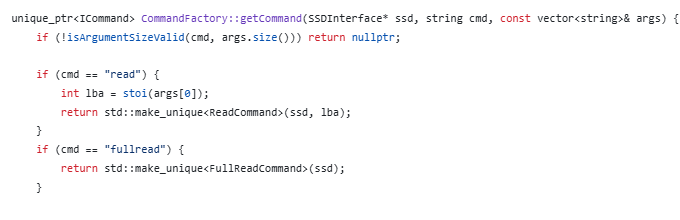 unique_ptr<ICommand> CommandFactory::getCommand(SSDInterface* ssd, string cmd, const vector<string>& args) {
    if (!isArgumentSizeValid(cmd, args.size())) return nullptr;

    if (cmd == "read") {
        int lba = stoi(args[0]);
        return std::make_unique<ReadCommand>(ssd, lba);
    }
    if (cmd == "fullread") {
        return std::make_unique<FullReadCommand>(ssd);
    }